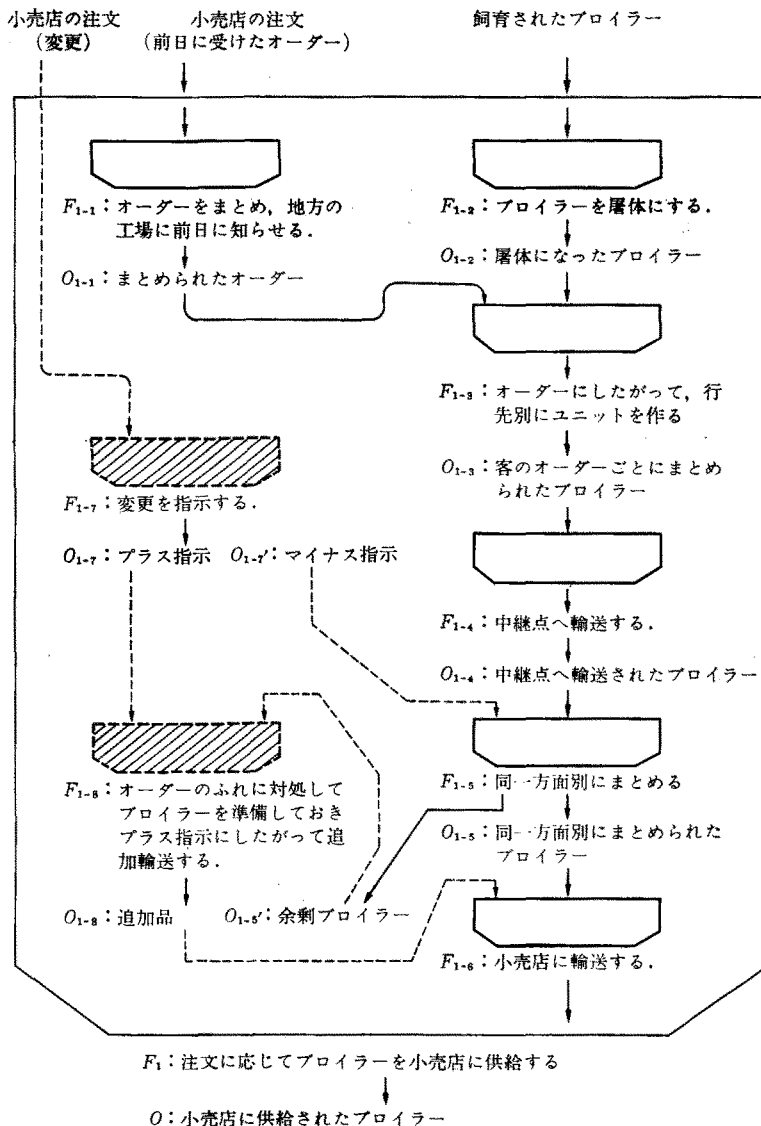 小売店の注文
(変更)
小売店の注文
(前日に受けたオーダー)
飼育されたブロイラー
F₁₋₁：オーダーをまとめ，地方の
工場に前日に知らせる．
O₁₋₁：まとめられたオーダー
F₁₋₂：ブロイラーを屠体にする．
O₁₋₂：屠体になったブロイラー
F₁₋₃：オーダーにしたがって，行
先別にユニットを作る
O₁₋₃：客のオーダーごとにまとめ
られたブロイラー
F₁₋₇：変更を指示する．
O₁₋₇：プラス指示
O₁₋₇′：マイナス指示
F₁₋₄：中継点へ輸送する．
O₁₋₄：中継点へ輸送されたブロイラー
F₁₋₈：オーダーのふれに対処して
ブロイラーを準備しておき
プラス指示にしたがって追
加輸送する．
F₁₋₅：同一方面別にまとめる
O₁₋₅：同一方面別にまとめられた
ブロイラー
O₁₋₈：追加品
O₁₋₅′：余剰ブロイラー
F₁₋₆：小売店に輸送する．
F₁：注文に応じてブロイラーを小売店に供給する
O：小売店に供給されたブロイラー